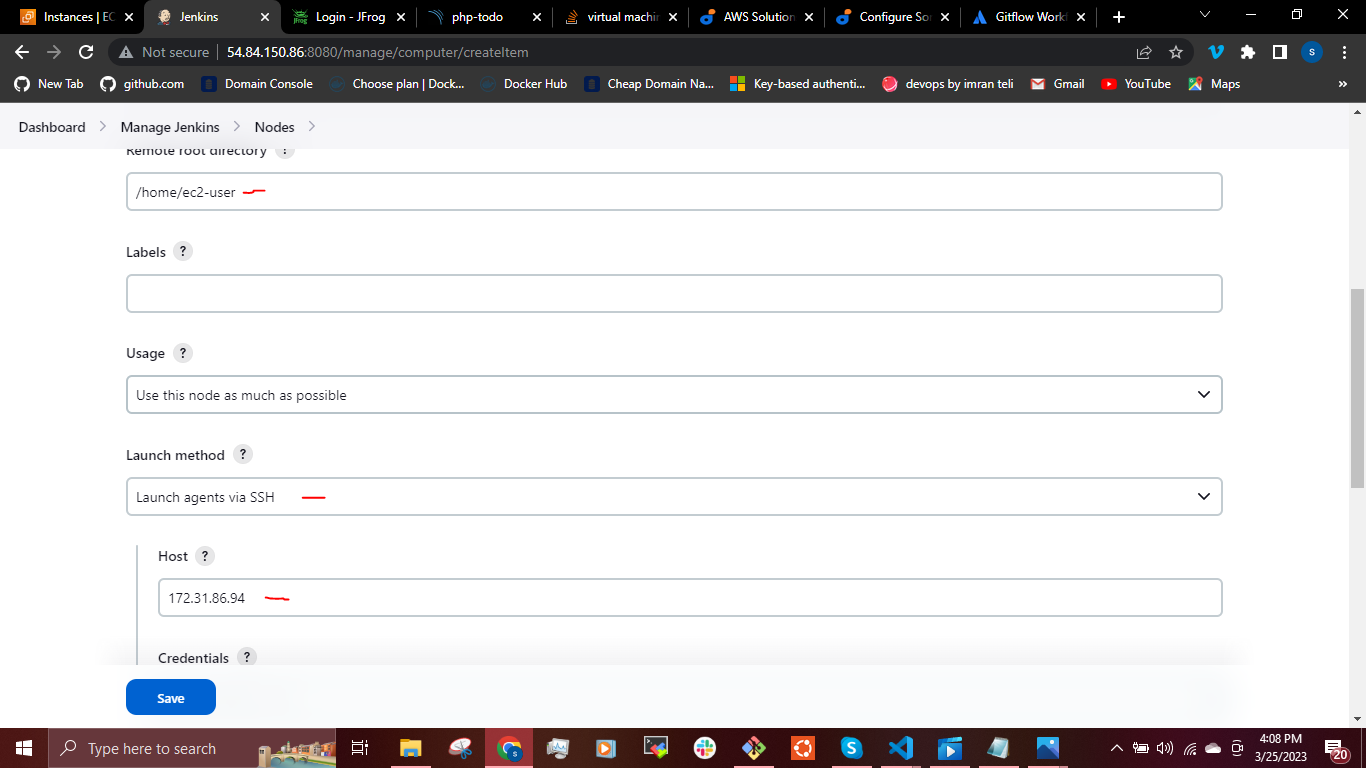 Instances | EC
Jenkins
Login - JFrog
php-todo
virtual machin
AWS Solution
Configure Son
Gitflow Workf
Not secure
54.84.150.86:8080/manage/computer/createItem
s
New Tab
github.com
Domain Console
Choose plan | Dock...
Docker Hub
Cheap Domain Na...
Key-based authenti...
devops by imran teli
Gmail
YouTube
Maps
»
Dashboard
Manage Jenkins
Nodes
Remote root directory ?
/home/ec2-user
Labels ?
Usage ?
Use this node as much as possible
Launch method ?
Launch agents via SSH
Host ?
172.31.86.94
Credentials ?
Save
Type here to search
4:08 PM
3/25/2023
20